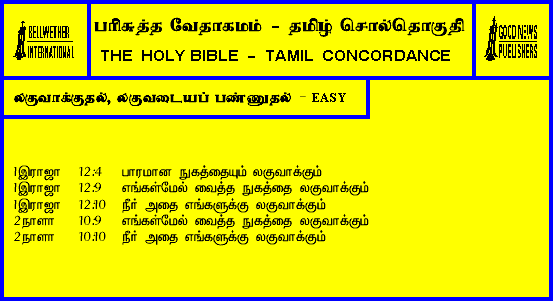 BELLWETHER
INTERNATIONAL
பரிசுத்த வேதாகமம் - தமிழ் சொல்தொகுதி
THE HOLY BIBLE - TAMIL CONCORDANCE
GOOD NEWS
PUBLISHERS
லகுவாக்குதல், லகுவடையப் பண்ணுதல் - EASY
1இராஜா 12:4 பாரமான நுகத்தையும் லகுவாக்கும்
1இராஜா 12:9 எங்கள்மேல் வைத்த நுகத்தை லகுவாக்கும்
1இராஜா 12:10 நீர் அதை எங்களுக்கு லகுவாக்கும்
2நாளா 10:9 எங்கள்மேல் வைத்த நுகத்தை லகுவாக்கும்
2நாளா 10:10 நீர் அதை எங்களுக்கு லகுவாக்கும்